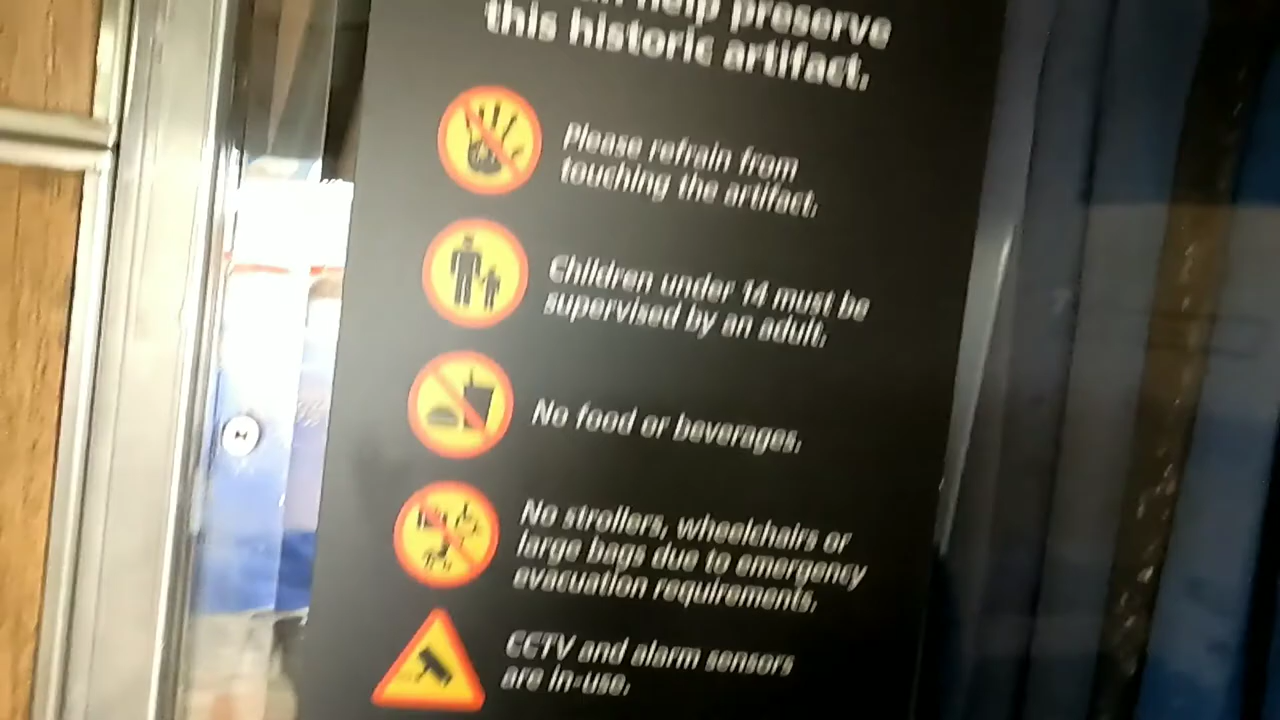 help preserve
this historic artifact.
Please refrain from
touching the artifact.
Children under 14 must be
supervised by an adult.
No food or beverages.
No strollers, wheelchairs or
large bags due to emergency
evacuation requirements.
CCTV and alarm sensors
are in-use.